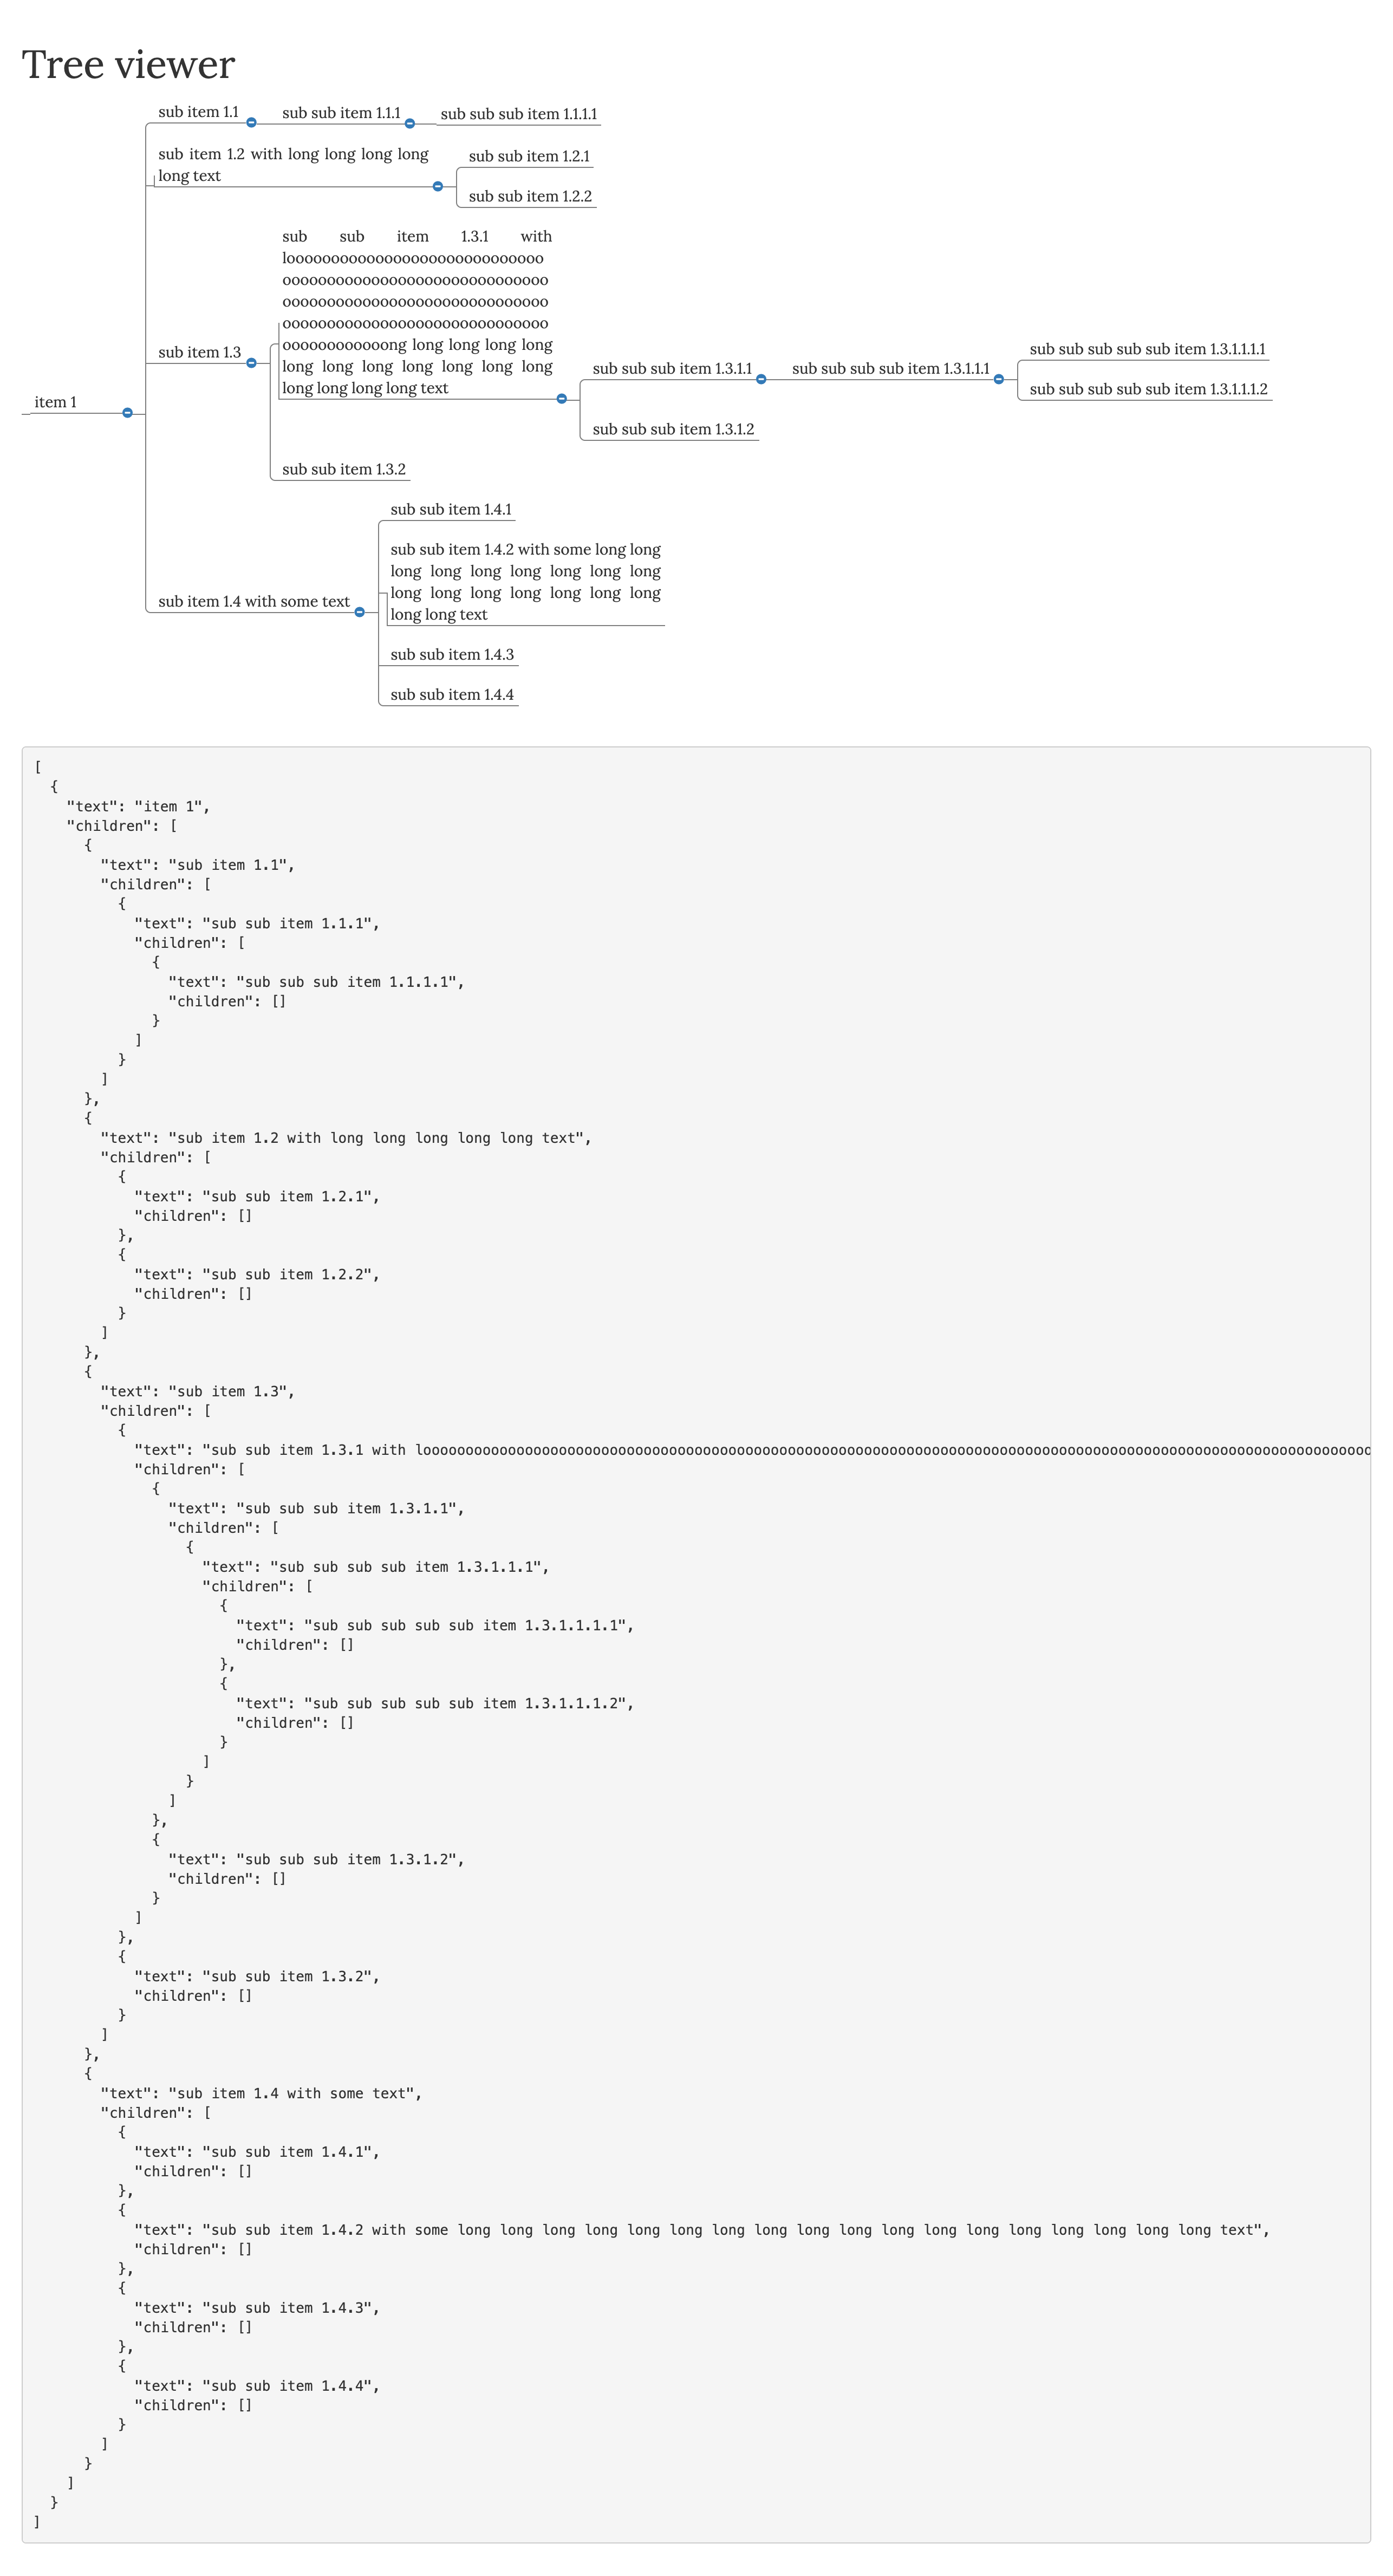 Tree viewer
sub item 1.1
sub sub item 1.1.1
sub sub sub item 1.1.1.1
sub item 1.2 with long long long long
long text
sub sub item 1.2.1
sub sub item 1.2.2
sub sub item 1.3.1 with
looooooooooooooooooooooooooooo
oooooooooooooooooooooooooooooo
oooooooooooooooooooooooooooooo
oooooooooooooooooooooooooooooo
ooooooooooooong long long long long
long long long long long long long
long long long long text
sub item 1.3
sub sub sub item 1.3.1.1
sub sub sub sub item 1.3.1.1.1
sub sub sub sub sub item 1.3.1.1.1.1
sub sub sub sub sub item 1.3.1.1.1.2
item 1
sub sub sub item 1.3.1.2
sub sub item 1.3.2
sub sub item 1.4.1
sub sub item 1.4.2 with some long long
long long long long long long long
long long long long long long long
long long text
sub item 1.4 with some text
sub sub item 1.4.3
sub sub item 1.4.4
[
  {
    "text": "item 1",
    "children": [
      {
        "text": "sub item 1.1",
        "children": [
          {
            "text": "sub sub item 1.1.1",
            "children": [
              {
                "text": "sub sub sub item 1.1.1.1",
                "children": []
              }
            ]
          }
        ]
      },
      {
        "text": "sub item 1.2 with long long long long long text",
        "children": [
          {
            "text": "sub sub item 1.2.1",
            "children": []
          },
          {
            "text": "sub sub item 1.2.2",
            "children": []
          }
        ]
      },
      {
        "text": "sub item 1.3",
        "children": [
          {
            "text": "sub sub item 1.3.1 with looooooooooooooooooooooooooooooooooooooooooooooooooooooooooooooooooooooooooooooooooooooooooooooooooooooooooooooo
            "children": [
              {
                "text": "sub sub sub item 1.3.1.1",
                "children": [
                  {
                    "text": "sub sub sub sub item 1.3.1.1.1",
                    "children": [
                      {
                        "text": "sub sub sub sub sub item 1.3.1.1.1.1",
                        "children": []
                      },
                      {
                        "text": "sub sub sub sub sub item 1.3.1.1.1.2",
                        "children": []
                      }
                    ]
                  }
                ]
              },
              {
                "text": "sub sub sub item 1.3.1.2",
                "children": []
              }
            ]
          },
          {
            "text": "sub sub item 1.3.2",
            "children": []
          }
        ]
      },
      {
        "text": "sub item 1.4 with some text",
        "children": [
          {
            "text": "sub sub item 1.4.1",
            "children": []
          },
          {
            "text": "sub sub item 1.4.2 with some long long long long long long long long long long long long long long long long long long text",
            "children": []
          },
          {
            "text": "sub sub item 1.4.3",
            "children": []
          },
          {
            "text": "sub sub item 1.4.4",
            "children": []
          }
        ]
      }
    ]
  }
]